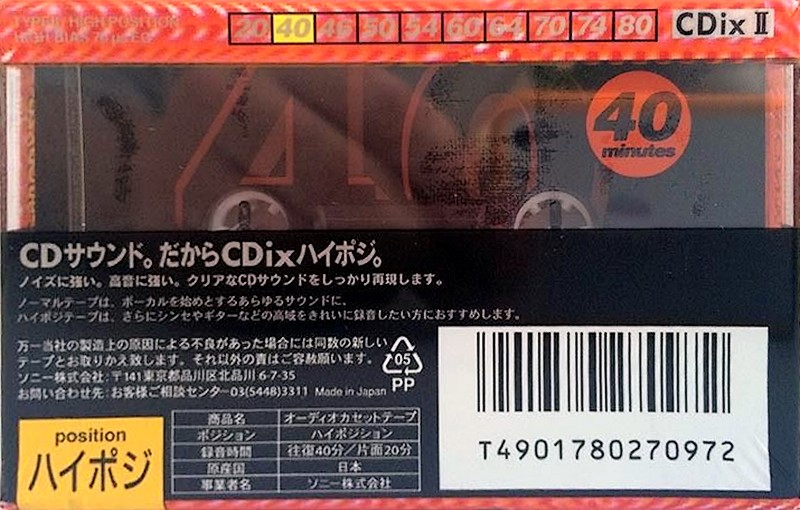 TYPE II (HIGH POSITION)
HIGH BIAS 70 μs EQ
20 40 46 50 54 60 64 70 74 80 CDix II
40
minutes
CDサウンド。だからCDixハイポジ。
ノイズに強い。高音に強い。クリアなCDサウンドをしっかり再現します。
ノーマルテープは、ボーカルを始めとするあらゆるサウンドに、
ハイポジテープは、さらにシンセやギターなどの高域をきれいに録音したい方におすすめします。
万一当社の製造上の原因による不良があった場合には同数の新しい
テープとお取りかえ致します。それ以外の責はご容赦願います。
ソニー株式会社:〒141東京都品川区北品川 6-7-35
お問い合わせ先:お客様ご相談センター03(5448)3311 Made in Japan
05
PP
position
ハイポジ
商品名 オーディオカセットテープ
ポジション ハイポジション
録音時間 往復40分/片面20分
原産国 日本
事業者名 ソニー株式会社
T4901780270972